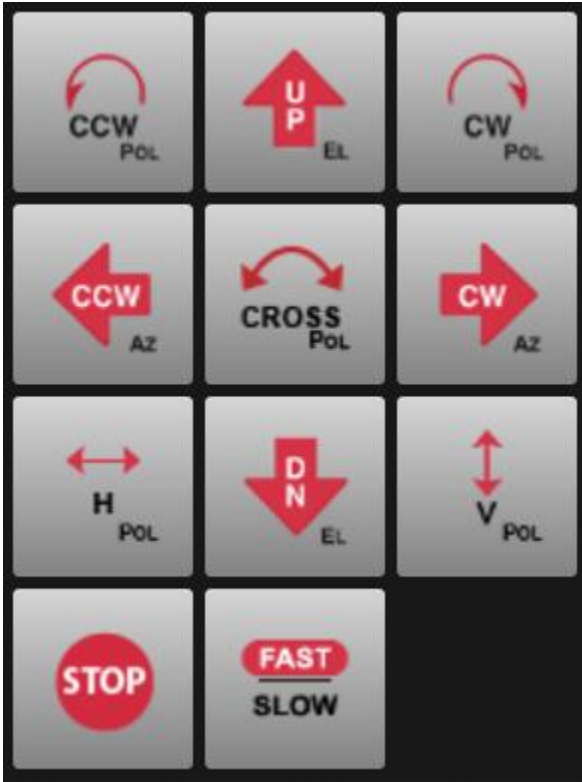 CCW
POL
UP
EL
CW
POL
CCW
AZ
CROSS
POL
CW
AZ
H
POL
DN
EL
V
POL
STOP
FAST
SLOW